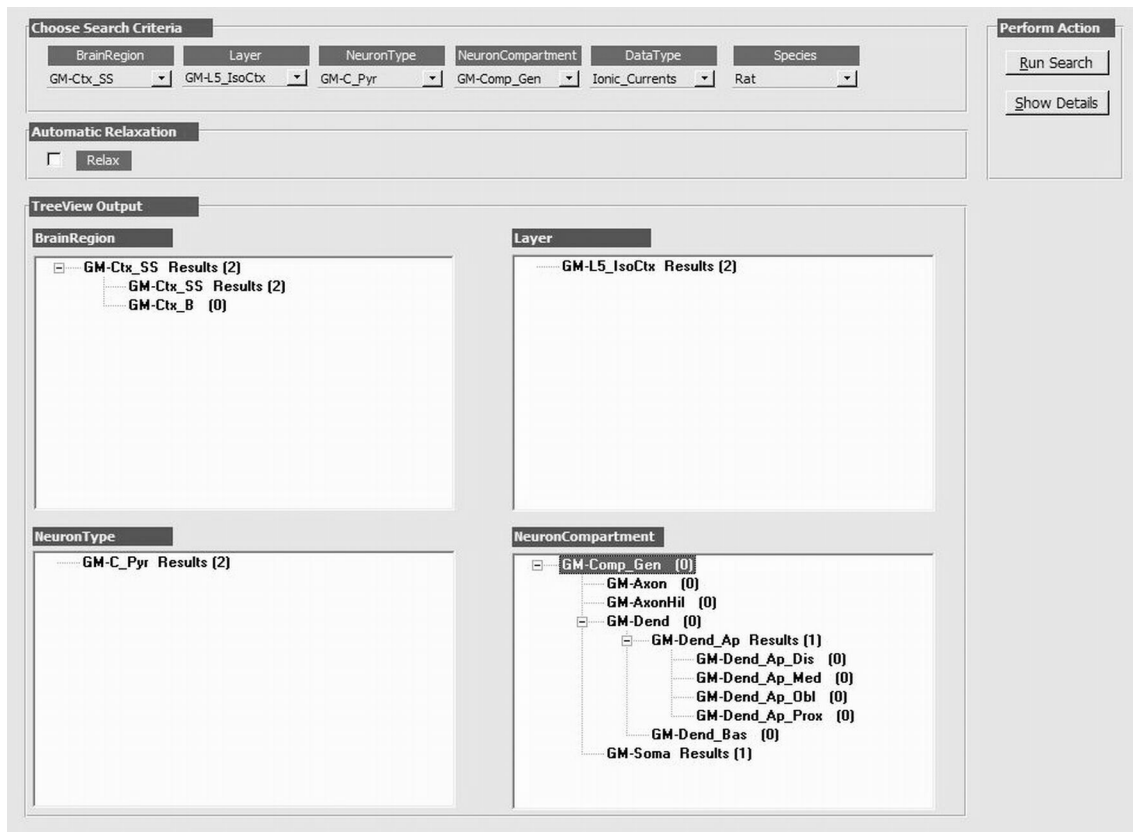 Choose Search Criteria
BrainRegion Layer NeuronType NeuronCompartment DataType Species
GM-Ctx_SS GM-L5_IsoCtx GM-C_Pyr GM-Comp_Gen Ionic_Currents Rat
Perform Action
Run Search
Show Details
Automatic Relaxation
Relax
TreeView Output
BrainRegion
GM-Ctx_SS Results (2)
GM-Ctx_SS Results (2)
GM-Ctx_B (0)
Layer
GM-L5_IsoCtx Results (2)
NeuronType
GM-C_Pyr Results (2)
NeuronCompartment
GM-Comp_Gen (0)
GM-Axon (0)
GM-AxonHil (0)
GM-Dend (0)
GM-Dend_Ap Results (1)
GM-Dend_Ap_Dis (0)
GM-Dend_Ap_Med (0)
GM-Dend_Ap_Obl (0)
GM-Dend_Ap_Prox (0)
GM-Dend_Bas (0)
GM-Soma Results (1)